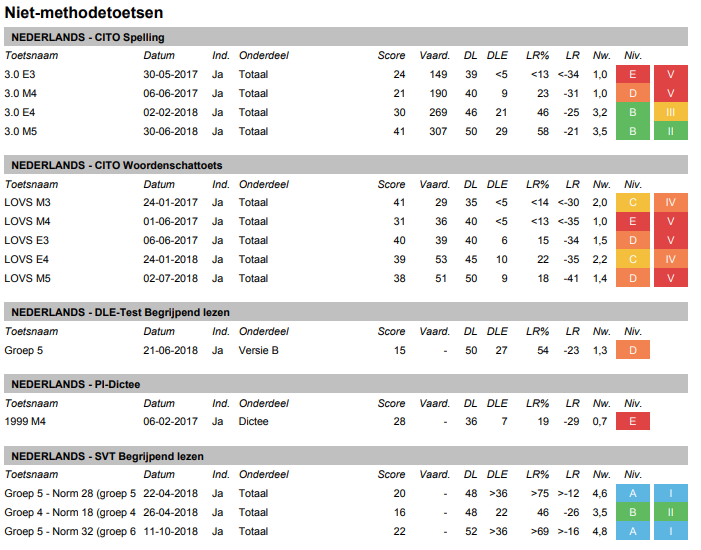 Niet-methodetoetsen
NEDERLANDS - CITO Spelling
Toetsnaam Datum Ind. Onderdeel Score Vaard. DL DLE LR% LR Nw. Niv.
3.0 E3 30-05-2017 Ja Totaal 24 149 39 <5 <13 <-34 1,0 E V
3.0 M4 06-06-2017 Ja Totaal 21 190 40 9 23 -31 1,0 D V
3.0 E4 02-02-2018 Ja Totaal 30 269 46 21 46 -25 3,2 B III
3.0 M5 30-06-2018 Ja Totaal 41 307 50 29 58 -21 3,5 B II
NEDERLANDS - CITO Woordenschattoets
Toetsnaam Datum Ind. Onderdeel Score Vaard. DL DLE LR% LR Nw. Niv.
LOVS M3 24-01-2017 Ja Totaal 41 29 35 <5 <14 <-30 2,0 C IV
LOVS M4 01-06-2017 Ja Totaal 31 36 40 <5 <13 <-35 1,0 E V
LOVS E3 06-06-2017 Ja Totaal 40 39 40 6 15 -34 1,5 D V
LOVS E4 24-01-2018 Ja Totaal 39 53 45 10 22 -35 2,2 C IV
LOVS M5 02-07-2018 Ja Totaal 38 51 50 9 18 -41 1,4 D V
NEDERLANDS - DLE-Test Begrijpend lezen
Toetsnaam Datum Ind. Onderdeel Score Vaard. DL DLE LR% LR Nw. Niv.
Groep 5 21-06-2018 Ja Versie B 15 - 50 27 54 -23 1,3 D
NEDERLANDS - PI-Dictee
Toetsnaam Datum Ind. Onderdeel Score Vaard. DL DLE LR% LR Nw. Niv.
1999 M4 06-02-2017 Ja Dictee 28 - 36 7 19 -29 0,7 E
NEDERLANDS - SVT Begrijpend lezen
Toetsnaam Datum Ind. Onderdeel Score Vaard. DL DLE LR% LR Nw. Niv.
Groep 5 - Norm 28 (groep 5 22-04-2018 Ja Totaal 20 - 48 >36 >75 >-12 4,6 A I
Groep 4 - Norm 18 (groep 4 26-04-2018 Ja Totaal 16 - 48 22 46 -26 3,5 B II
Groep 5 - Norm 32 (groep 6 11-10-2018 Ja Totaal 22 - 52 >36 >69 >-16 4,8 A I